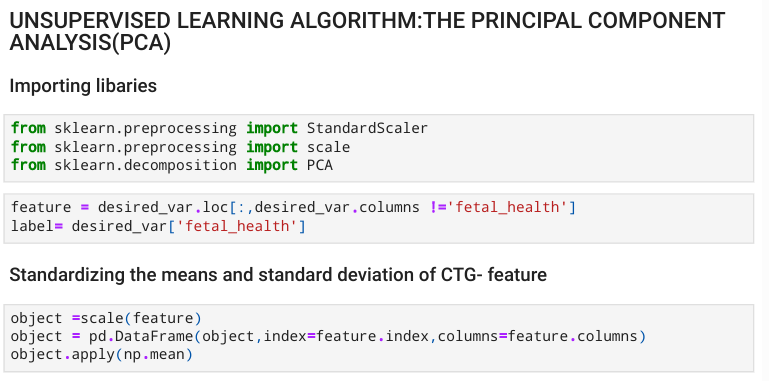 UNSUPERVISED LEARNING ALGORITHM:THE PRINCIPAL COMPONENT
ANALYSIS(PCA)
Importing libaries
from sklearn.preprocessing import StandardScaler
from sklearn.preprocessing import scale
from sklearn.decomposition import PCA
feature = desired_var.loc[:,desired_var.columns !='fetal_health']
label= desired_var['fetal_health']
Standardizing the means and standard deviation of CTG- feature
object =scale(feature)
object = pd.DataFrame(object,index=feature.index,columns=feature.columns)
object.apply(np.mean)